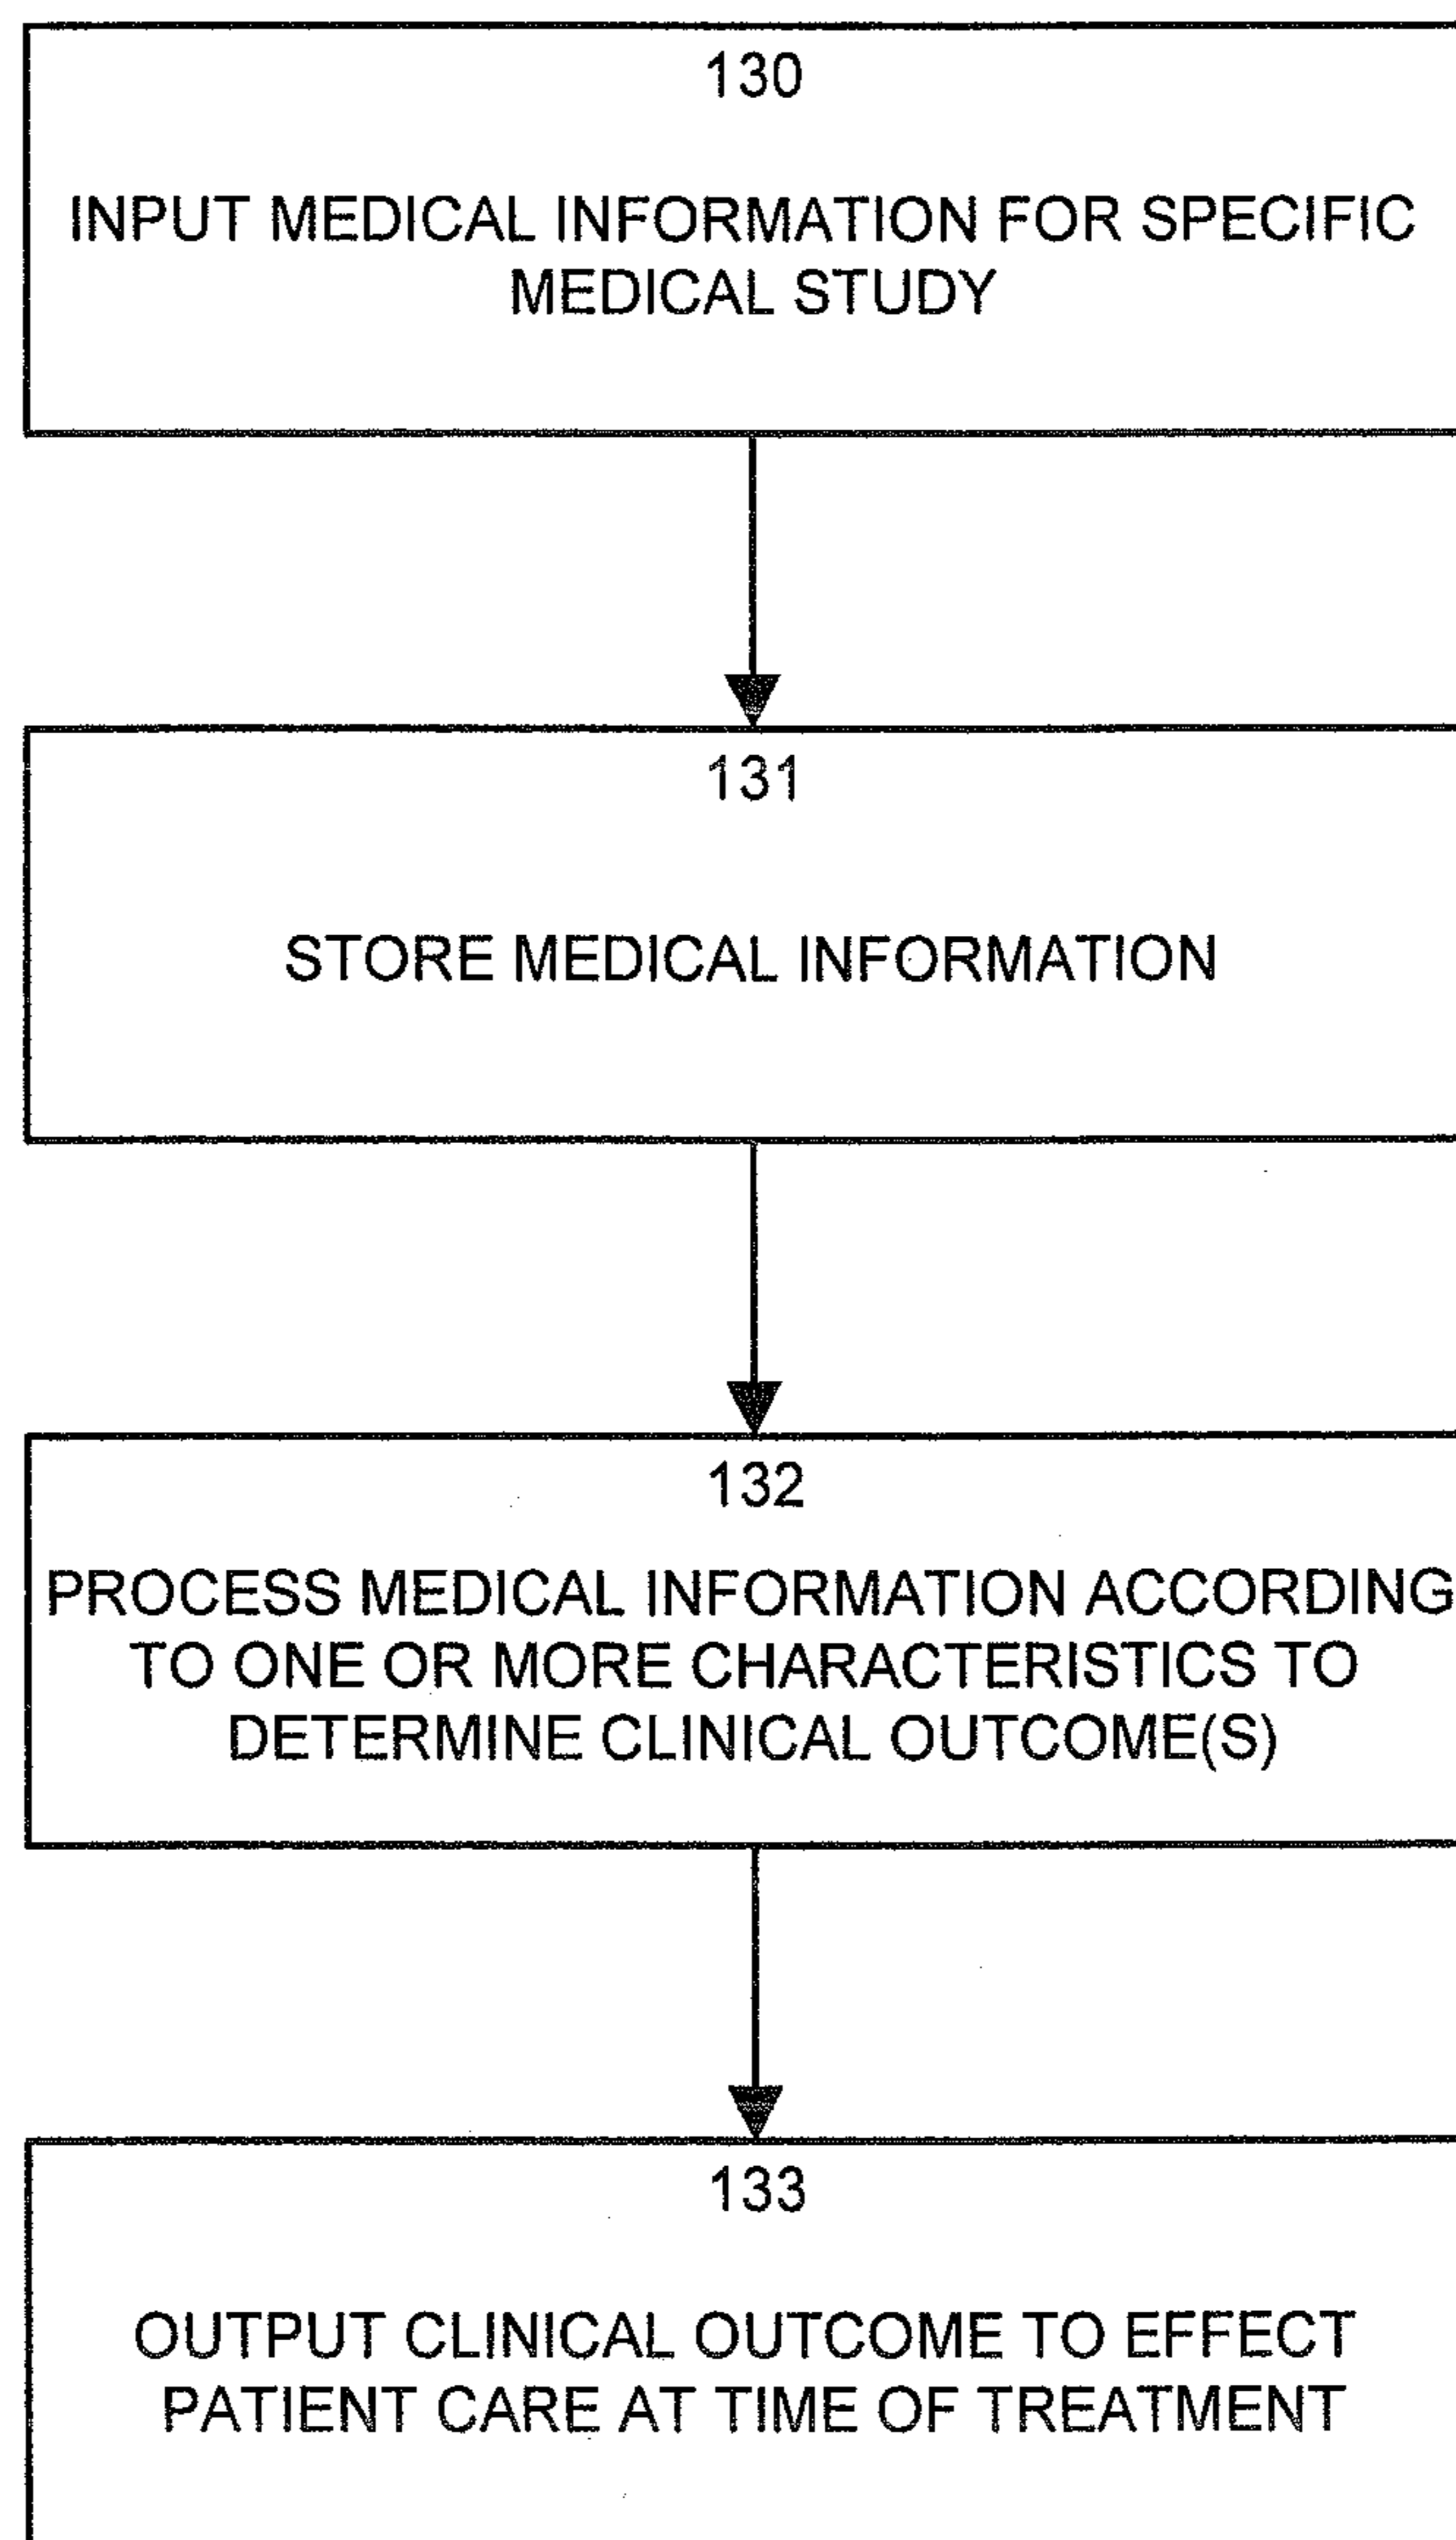 130
INPUT MEDICAL INFORMATION FOR SPECIFIC
MEDICAL STUDY
131
STORE MEDICAL INFORMATION
132
PROCESS MEDICAL INFORMATION ACCORDING
TO ONE OR MORE CHARACTERISTICS TO
DETERMINE CLINICAL OUTCOME(S)
133
OUTPUT CLINICAL OUTCOME TO EFFECT
PATIENT CARE AT TIME OF TREATMENT